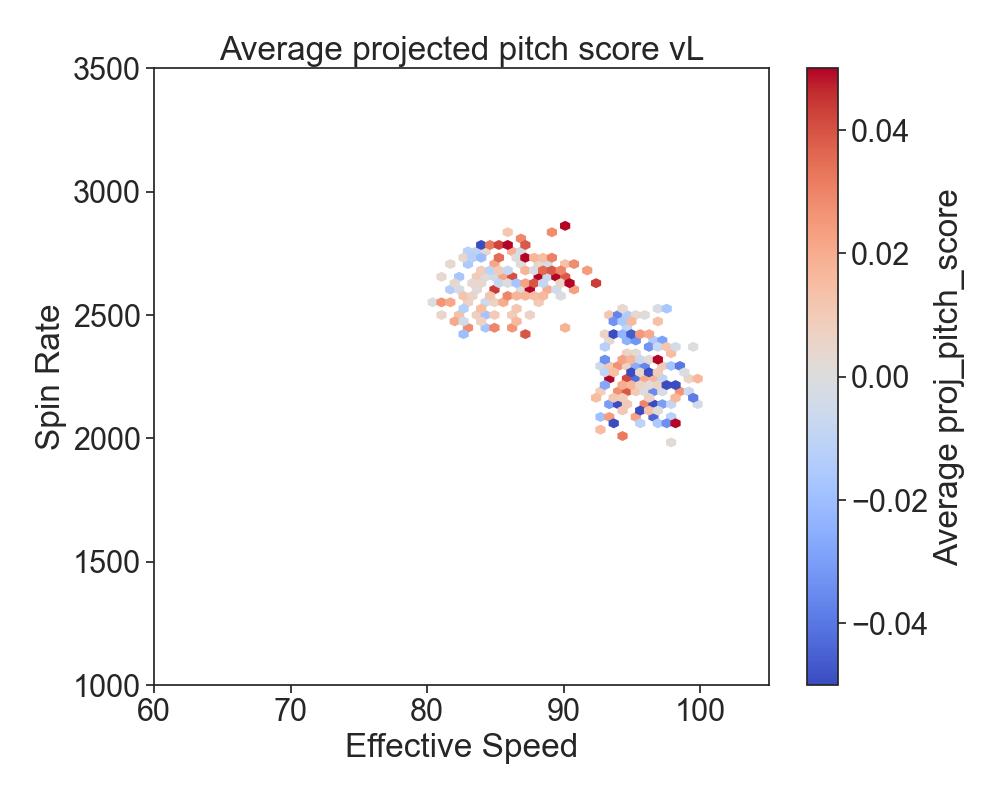 Average projected pitch score vL
3500
3000
2500
2000
1500
1000
Spin Rate
60 70 80 90 100
Effective Speed
0.04
0.02
0.00
−0.02
−0.04
Average proj_pitch_score